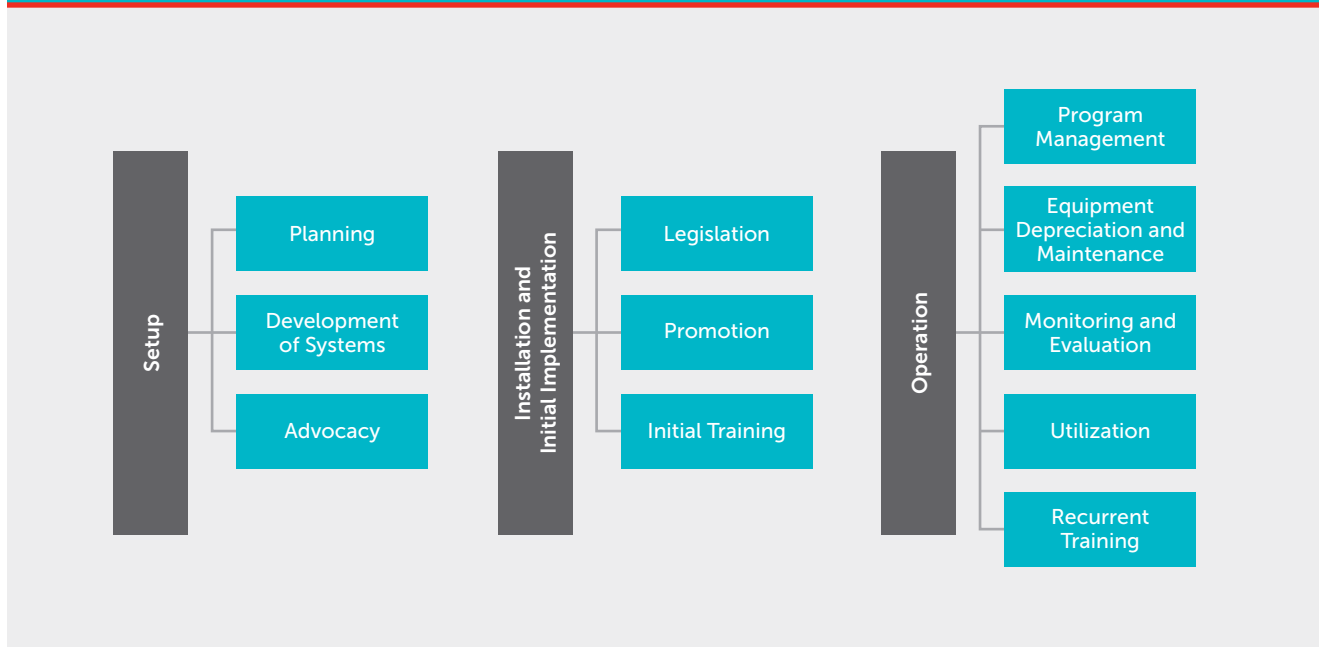 Setup
Planning
Development
of Systems
Advocacy
Installation and
Initial Implementation
Legislation
Promotion
Initial Training
Operation
Program
Management
Equipment
Depreciation and
Maintenance
Monitoring and
Evaluation
Utilization
Recurrent
Training